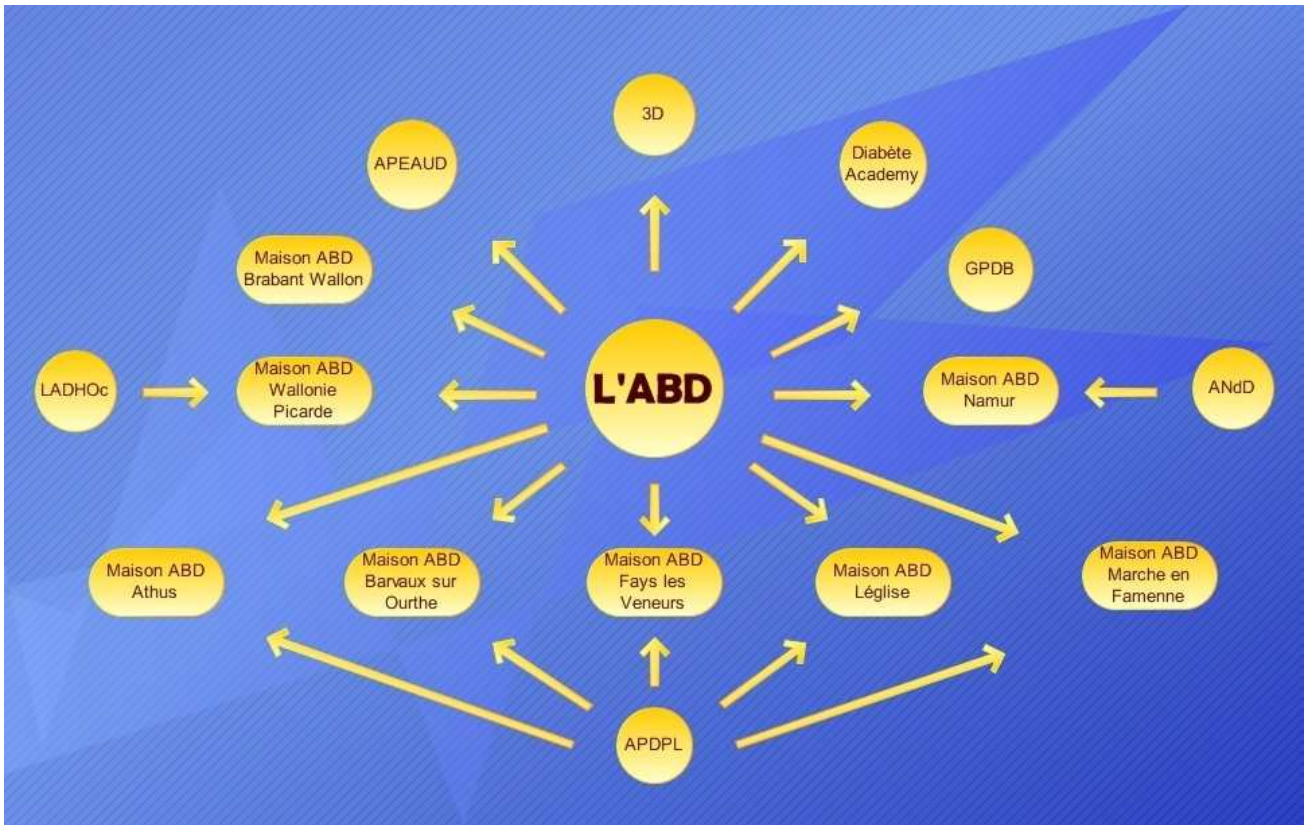 3D
APEAUD
Diabète
Academy
Maison ABD
Brabant Wallon
GPDB
LADHOc
Maison ABD
Wallonie
Picarde
L'ABD
Maison ABD
Namur
ANdD
Maison ABD
Athus
Maison ABD
Barvaux sur
Ourthe
Maison ABD
Fays les
Veneurs
Maison ABD
Léglise
Maison ABD
Marche en
Famenne
APDPL